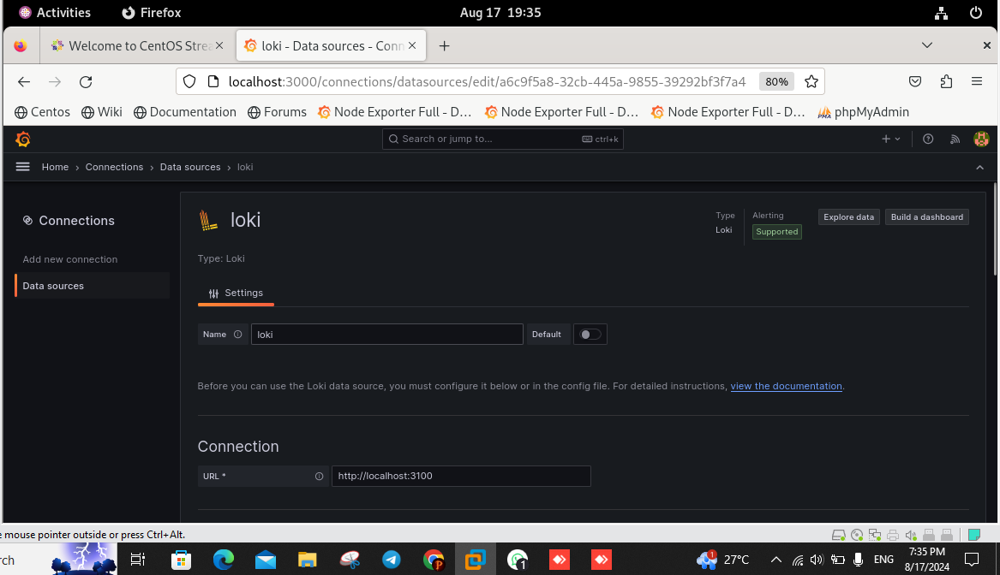 Activities Firefox Aug 17 19:35
Welcome to CentOS Strea loki - Data sources - Conn
localhost:3000/connections/datasources/edit/a6c9f5a8-32cb-445a-9855-39292bf3f7a4 80%
Centos Wiki Documentation Forums Node Exporter Full - D... Node Exporter Full - D... Node Exporter Full - D... PMA phpMyAdmin
Search or jump to... ctrl+k
Home › Connections › Data sources › loki
Connections
Add new connection
Data sources
loki
Type
Loki
Alerting
Supported
Explore data
Build a dashboard
Type: Loki
Settings
Name loki Default
Before you can use the Loki data source, you must configure it below or in the config file. For detailed instructions, view the documentation.
Connection
URL * http://localhost:3100
e mouse pointer outside or press Ctrl+Alt.
rch P 1 1 27°C ENG 7:35 PM
8/17/2024